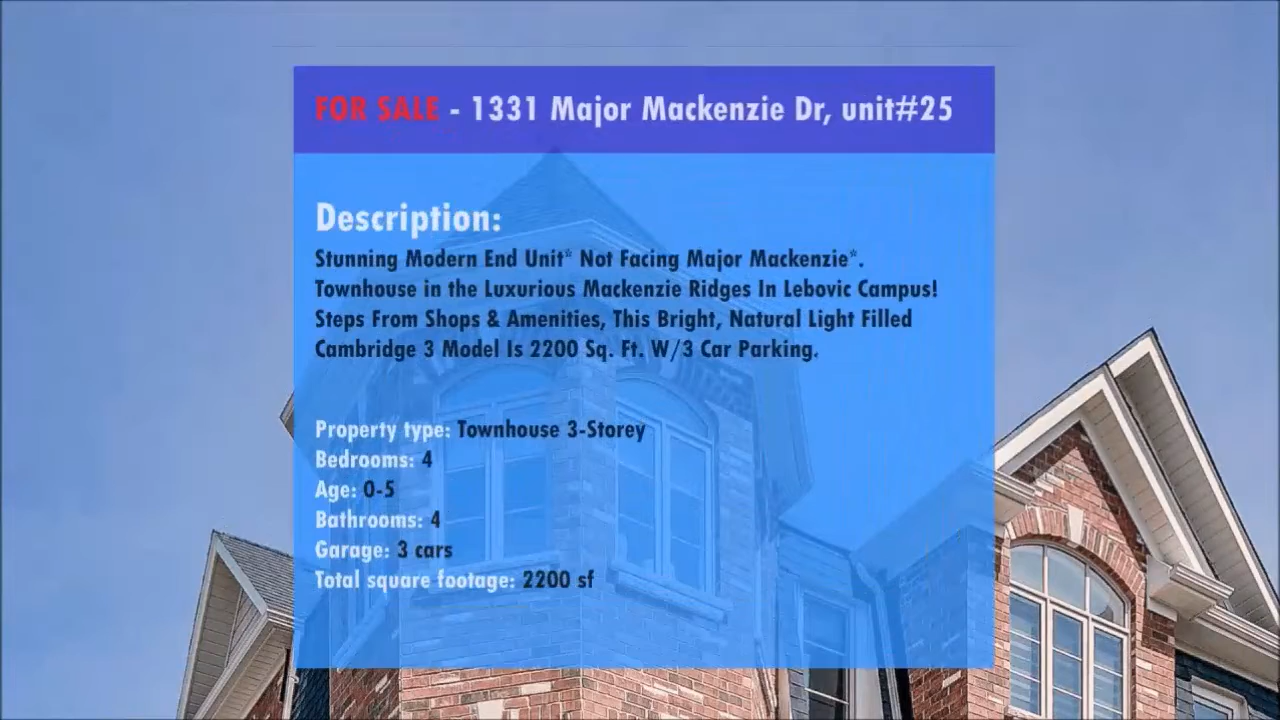 FOR SALE - 1331 Major Mackenzie Dr, unit#25
Description:
Stunning Modern End Unit* Not Facing Major Mackenzie*.
Townhouse in the Luxurious Mackenzie Ridges In Lebovic Campus!
Steps From Shops & Amenities, This Bright, Natural Light Filled
Cambridge 3 Model Is 2200 Sq. Ft. W/3 Car Parking.
Property type: Townhouse 3-Storey
Bedrooms: 4
Age: 0-5
Bathrooms: 4
Garage: 3 cars
Total square footage: 2200 sf